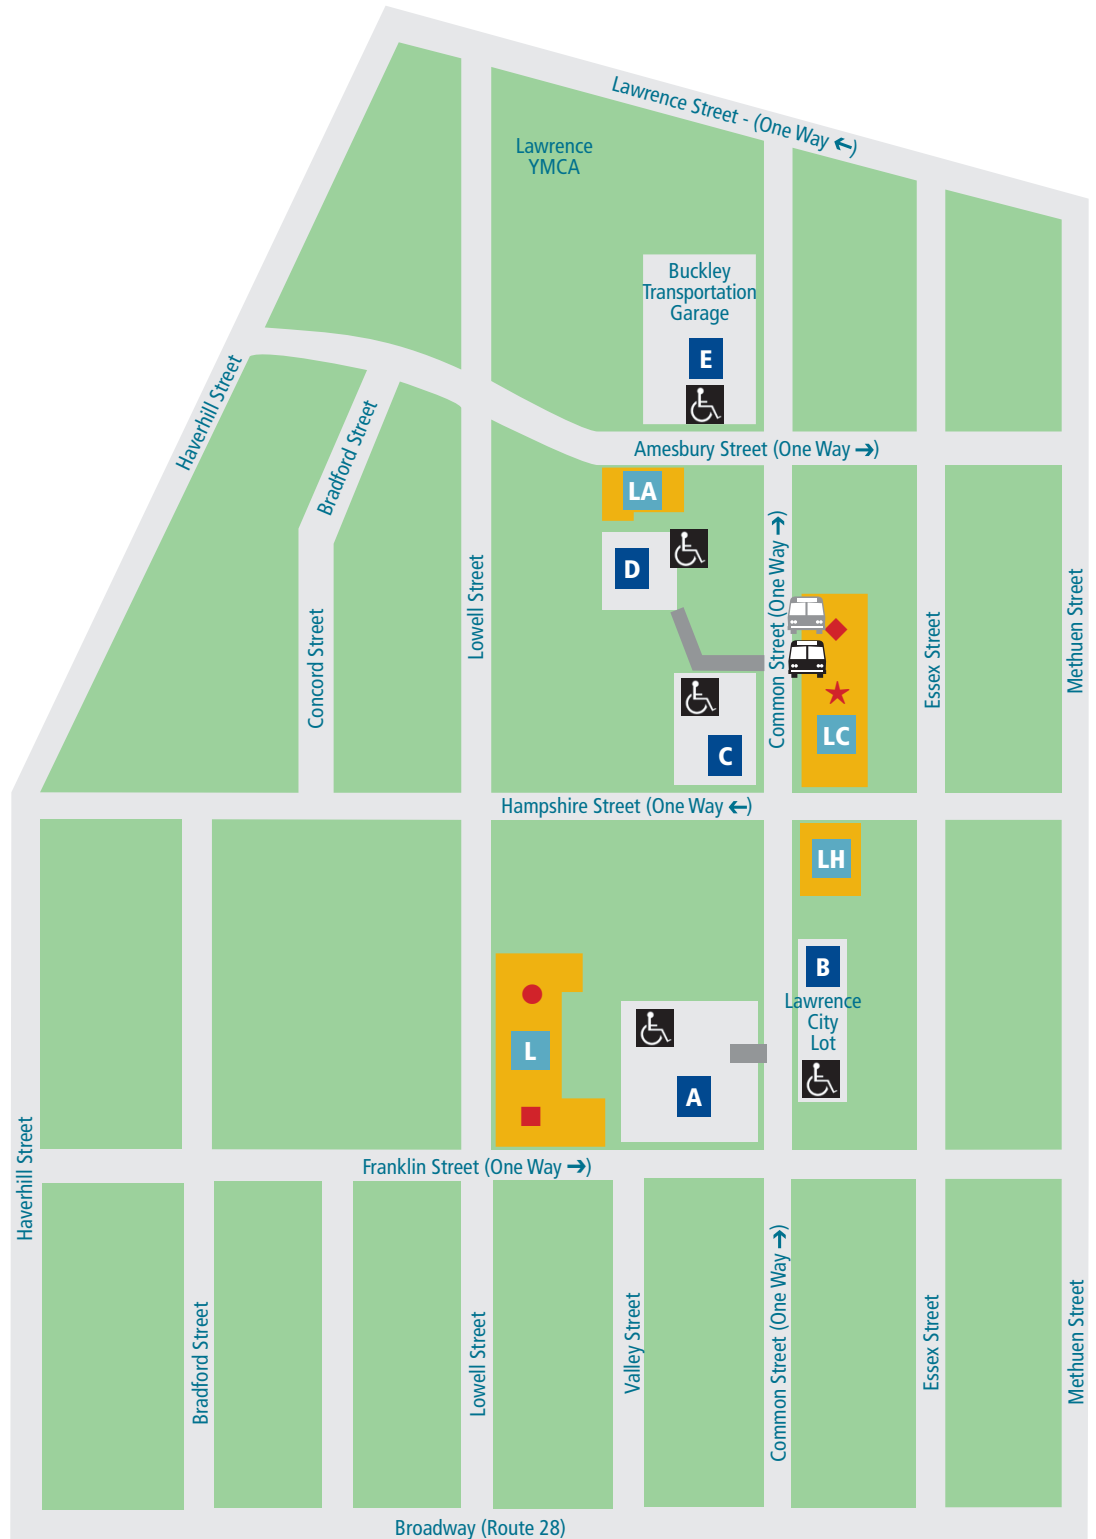 Lawrence Street - (One Way ←)
Lawrence
YMCA
Buckley
Transportation
Garage
E
Haverhill Street
Bradford Street
Amesbury Street (One Way →)
LA
D
Common Street (One Way →)
Lowell Street
Concord Street
Essex Street
Methuen Street
LC
C
Hampshire Street (One Way ←)
LH
B
Lawrence
City
Lot
L
A
Haverhill Street
Franklin Street (One Way →)
Bradford Street
Lowell Street
Valley Street
Common Street (One Way →)
Essex Street
Methuen Street
Broadway (Route 28)